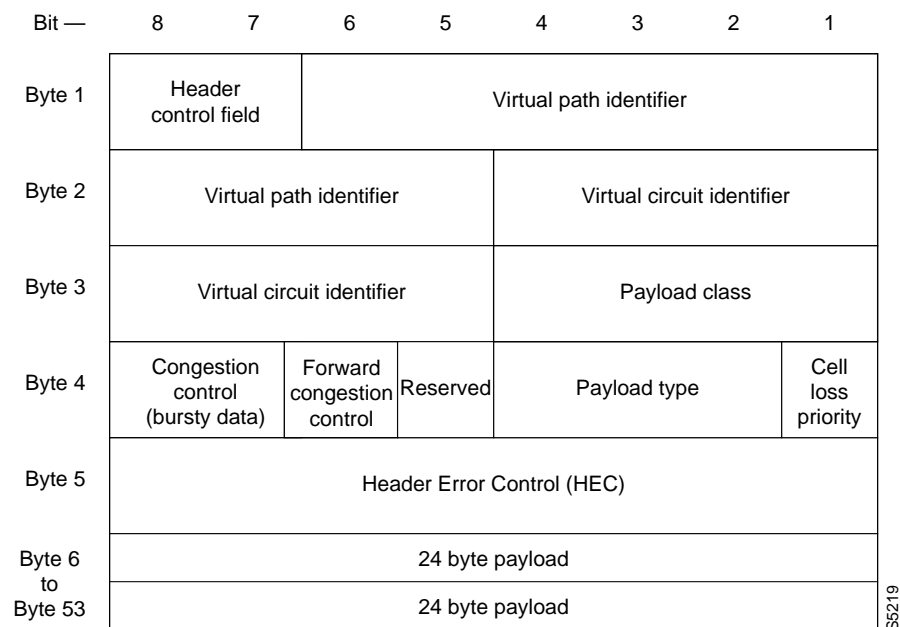 Bit — 8 7 6 5 4 3 2 1
Byte 1
Header
control field
Virtual path identifier
Byte 2
Virtual path identifier
Virtual circuit identifier
Byte 3
Virtual circuit identifier
Payload class
Byte 4
Congestion
control
(bursty data)
Forward
congestion
control
Reserved
Payload type
Cell
loss
priority
Byte 5
Header Error Control (HEC)
Byte 6
to
Byte 53
24 byte payload
24 byte payload
S5219